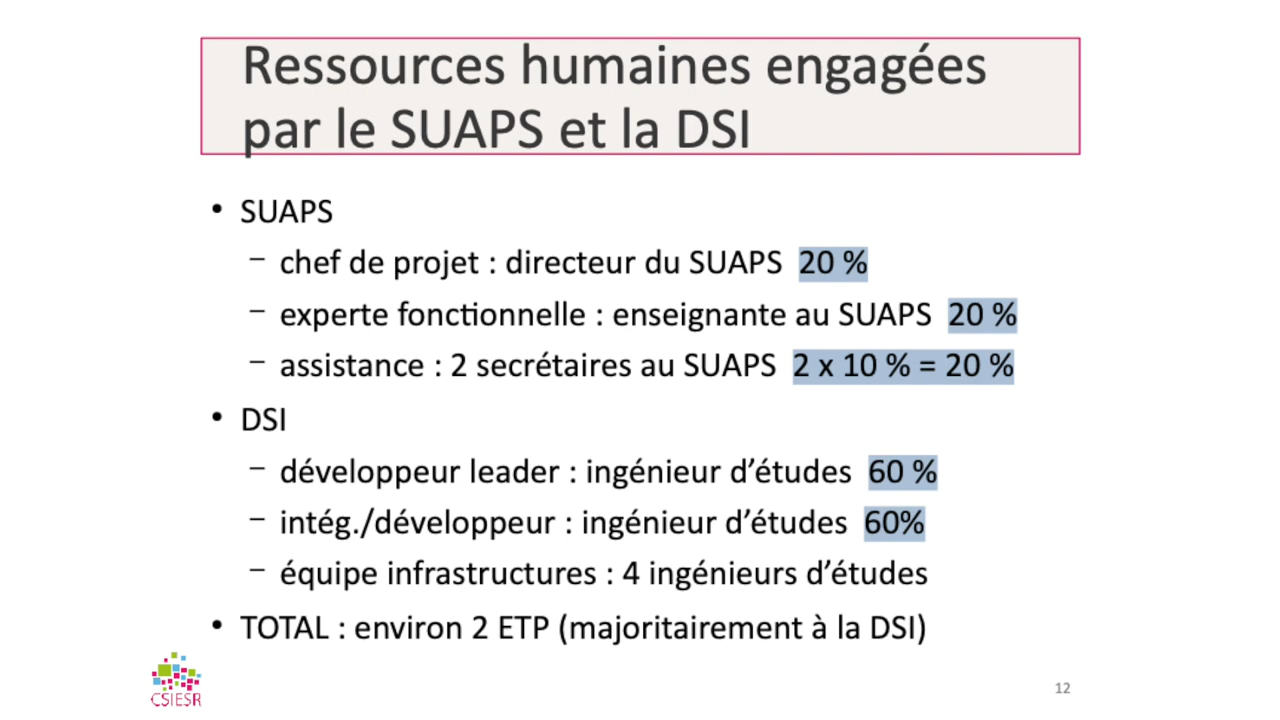 Ressources humaines engagées
par le SUAPS et la DSI
• SUAPS
– chef de projet : directeur du SUAPS 20 %
– experte fonctionnelle : enseignante au SUAPS 20 %
– assistance : 2 secrétaires au SUAPS 2 x 10 % = 20 %
• DSI
– développeur leader : ingénieur d’études 60 %
– intég./développeur : ingénieur d’études 60%
– équipe infrastructures : 4 ingénieurs d’études
• TOTAL : environ 2 ETP (majoritairement à la DSI)
CSIESR
12